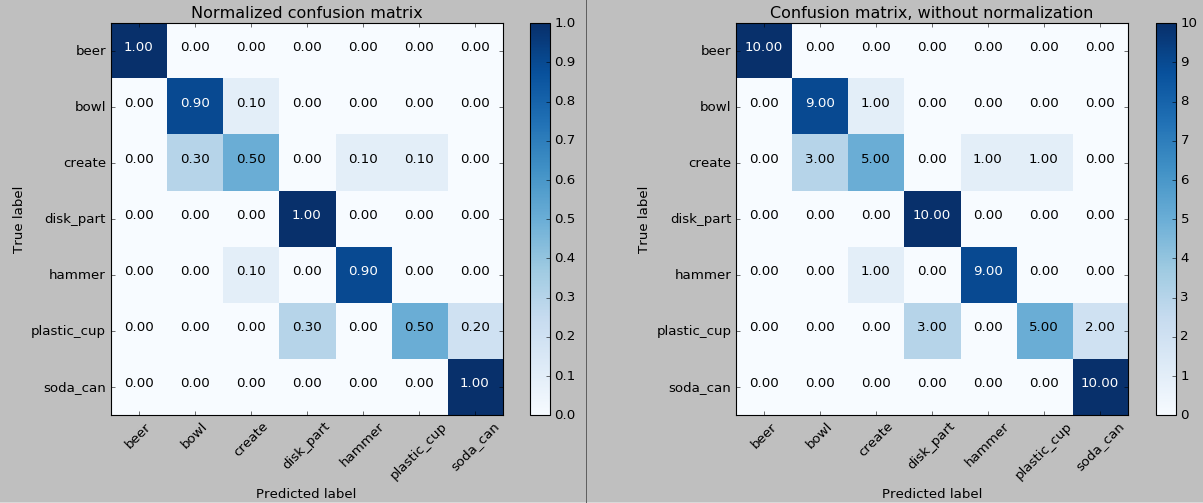 Normalized confusion matrix
beer 1.00 0.00 0.00 0.00 0.00 0.00 0.00
bowl 0.00 0.90 0.10 0.00 0.00 0.00 0.00
create 0.00 0.30 0.50 0.00 0.10 0.10 0.00
disk_part 0.00 0.00 0.00 1.00 0.00 0.00 0.00
hammer 0.00 0.00 0.10 0.00 0.90 0.00 0.00
plastic_cup 0.00 0.00 0.00 0.30 0.00 0.50 0.20
soda_can 0.00 0.00 0.00 0.00 0.00 0.00 1.00
True label
beer bowl create disk_part hammer plastic_cup soda_can
Predicted label
1.0
0.9
0.8
0.7
0.6
0.5
0.4
0.3
0.2
0.1
0.0
Confusion matrix, without normalization
beer 10.00 0.00 0.00 0.00 0.00 0.00 0.00
bowl 0.00 9.00 1.00 0.00 0.00 0.00 0.00
create 0.00 3.00 5.00 0.00 1.00 1.00 0.00
disk_part 0.00 0.00 0.00 10.00 0.00 0.00 0.00
hammer 0.00 0.00 1.00 0.00 9.00 0.00 0.00
plastic_cup 0.00 0.00 0.00 3.00 0.00 5.00 2.00
soda_can 0.00 0.00 0.00 0.00 0.00 0.00 10.00
True label
beer bowl create disk_part hammer plastic_cup soda_can
Predicted label
10
9
8
7
6
5
4
3
2
1
0